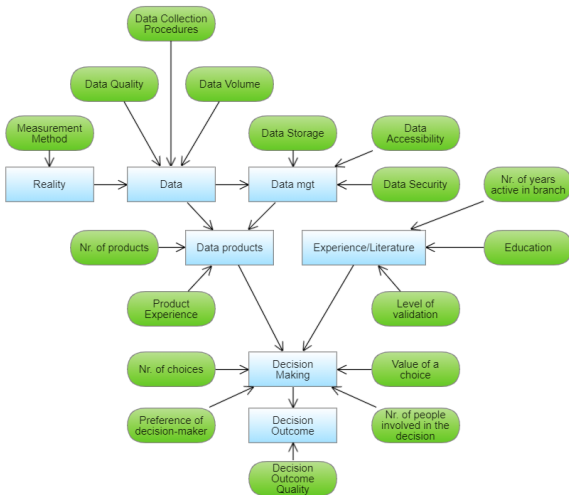 Data Collection
Procedures
Data Quality
Data Volume
Measurement
Method
Data Storage
Data
Accessibility
Reality
Data
Data mgt
Data Security
Nr. of years
active in branch
Nr. of products
Data products
Experience/Literature
Education
Product
Experience
Level of
validation
Nr. of choices
Decision
Making
Value of a
choice
Preference of
decision-maker
Decision
Outcome
Nr. of people
involved in the
decision
Decision
Outcome
Quality